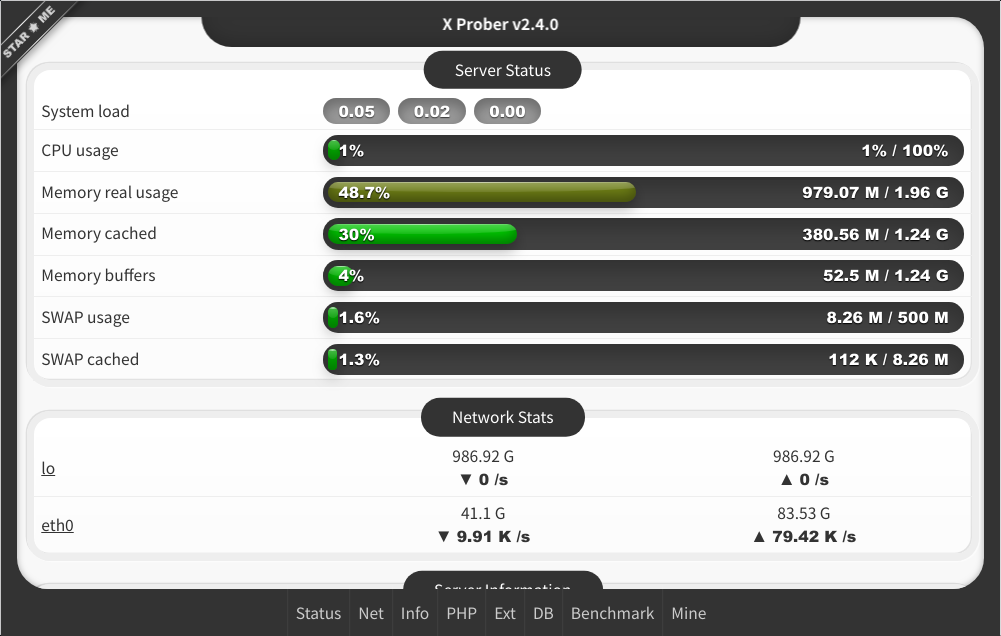 STAR ★ ME
X Prober v2.4.0
Server Status
System load 0.05 0.02 0.00
CPU usage 1% 1% / 100%
Memory real usage 48.7% 979.07 M / 1.96 G
Memory cached 30% 380.56 M / 1.24 G
Memory buffers 4% 52.5 M / 1.24 G
SWAP usage 1.6% 8.26 M / 500 M
SWAP cached 1.3% 112 K / 8.26 M
Network Stats
986.92 G 986.92 G
lo
▼ 0 /s ▲ 0 /s
41.1 G 83.53 G
eth0
▼ 9.91 K /s ▲ 79.42 K /s
Server Information
Status Net Info PHP Ext DB Benchmark Mine